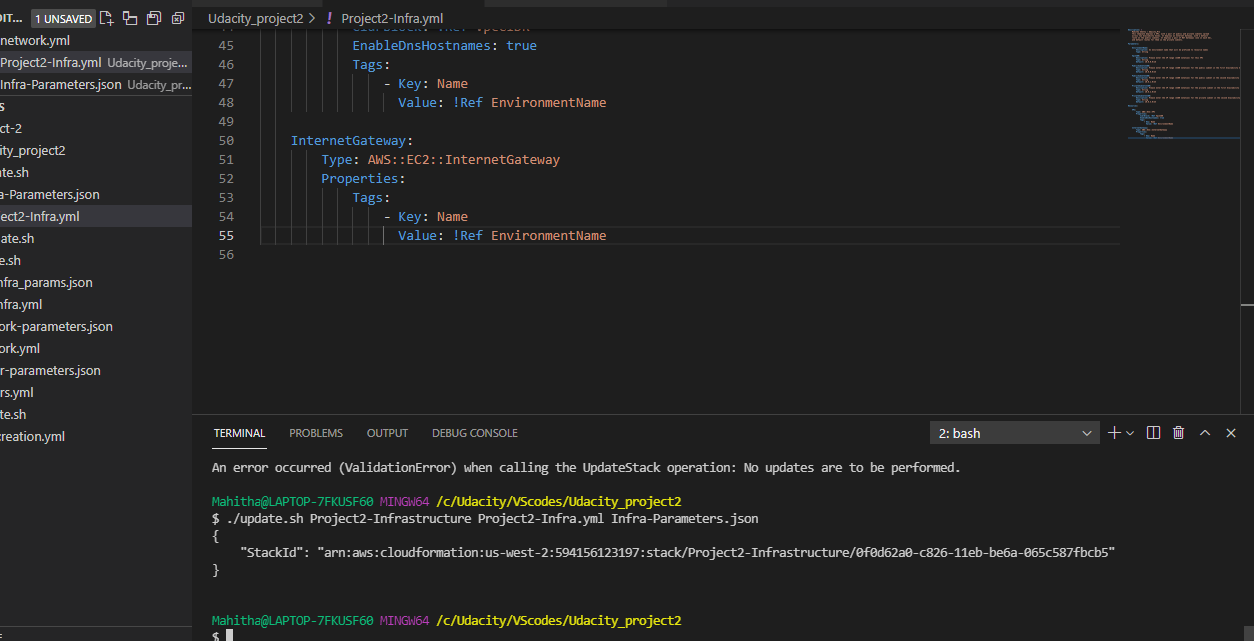 DIT... 1 UNSAVED
network.yml
Project2-Infra.yml Udacity_proje...
Infra-Parameters.json Udacity_pr...
s
ct-2
ity_project2
ate.sh
a-Parameters.json
ect2-Infra.yml
ate.sh
e.sh
nfra_params.json
nfra.yml
ork-parameters.json
ork.yml
r-parameters.json
rs.yml
te.sh
creation.yml
Udacity_project2 > ! Project2-Infra.yml
45 EnableDnsHostnames: true
46 Tags:
47 - Key: Name
48 Value: !Ref EnvironmentName
49
50 InternetGateway:
51 Type: AWS::EC2::InternetGateway
52 Properties:
53 Tags:
54 - Key: Name
55 Value: !Ref EnvironmentName
56
TERMINAL PROBLEMS OUTPUT DEBUG CONSOLE 2: bash
An error occurred (ValidationError) when calling the UpdateStack operation: No updates are to be performed.
Mahitha@LAPTOP-7FKUSF60 MINGW64 /c/Udacity/VScodes/Udacity_project2
$ ./update.sh Project2-Infrastructure Project2-Infra.yml Infra-Parameters.json
{
"StackId": "arn:aws:cloudformation:us-west-2:594156123197:stack/Project2-Infrastructure/0f0d62a0-c826-11eb-be6a-065c587fbcb5"
}
Mahitha@LAPTOP-7FKUSF60 MINGW64 /c/Udacity/VScodes/Udacity_project2
$